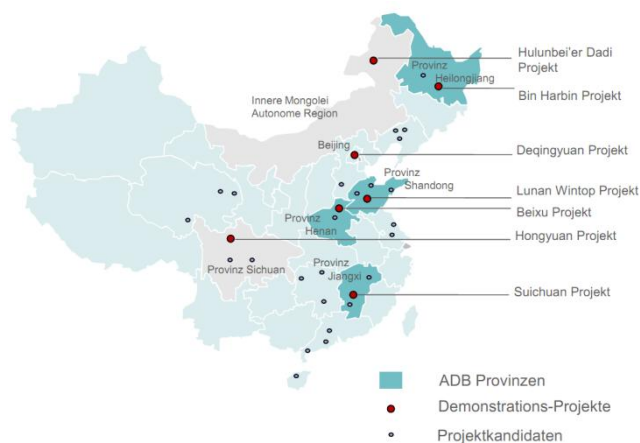 Hulunbei'er Dadi
Projekt
Provinz
Heilongjiang
Bin Harbin Projekt
Innere Mongolei
Autonome Region
Beijing
Deqingyuan Projekt
Provinz
Shandong
Lunan Wintop Projekt
Beixu Projekt
Provinz
Henan
Hongyuan Projekt
Provinz Sichuan
Provinz
Jiangxi
Suichuan Projekt
ADB Provinzen
Demonstrations-Projekte
Projektkandidaten